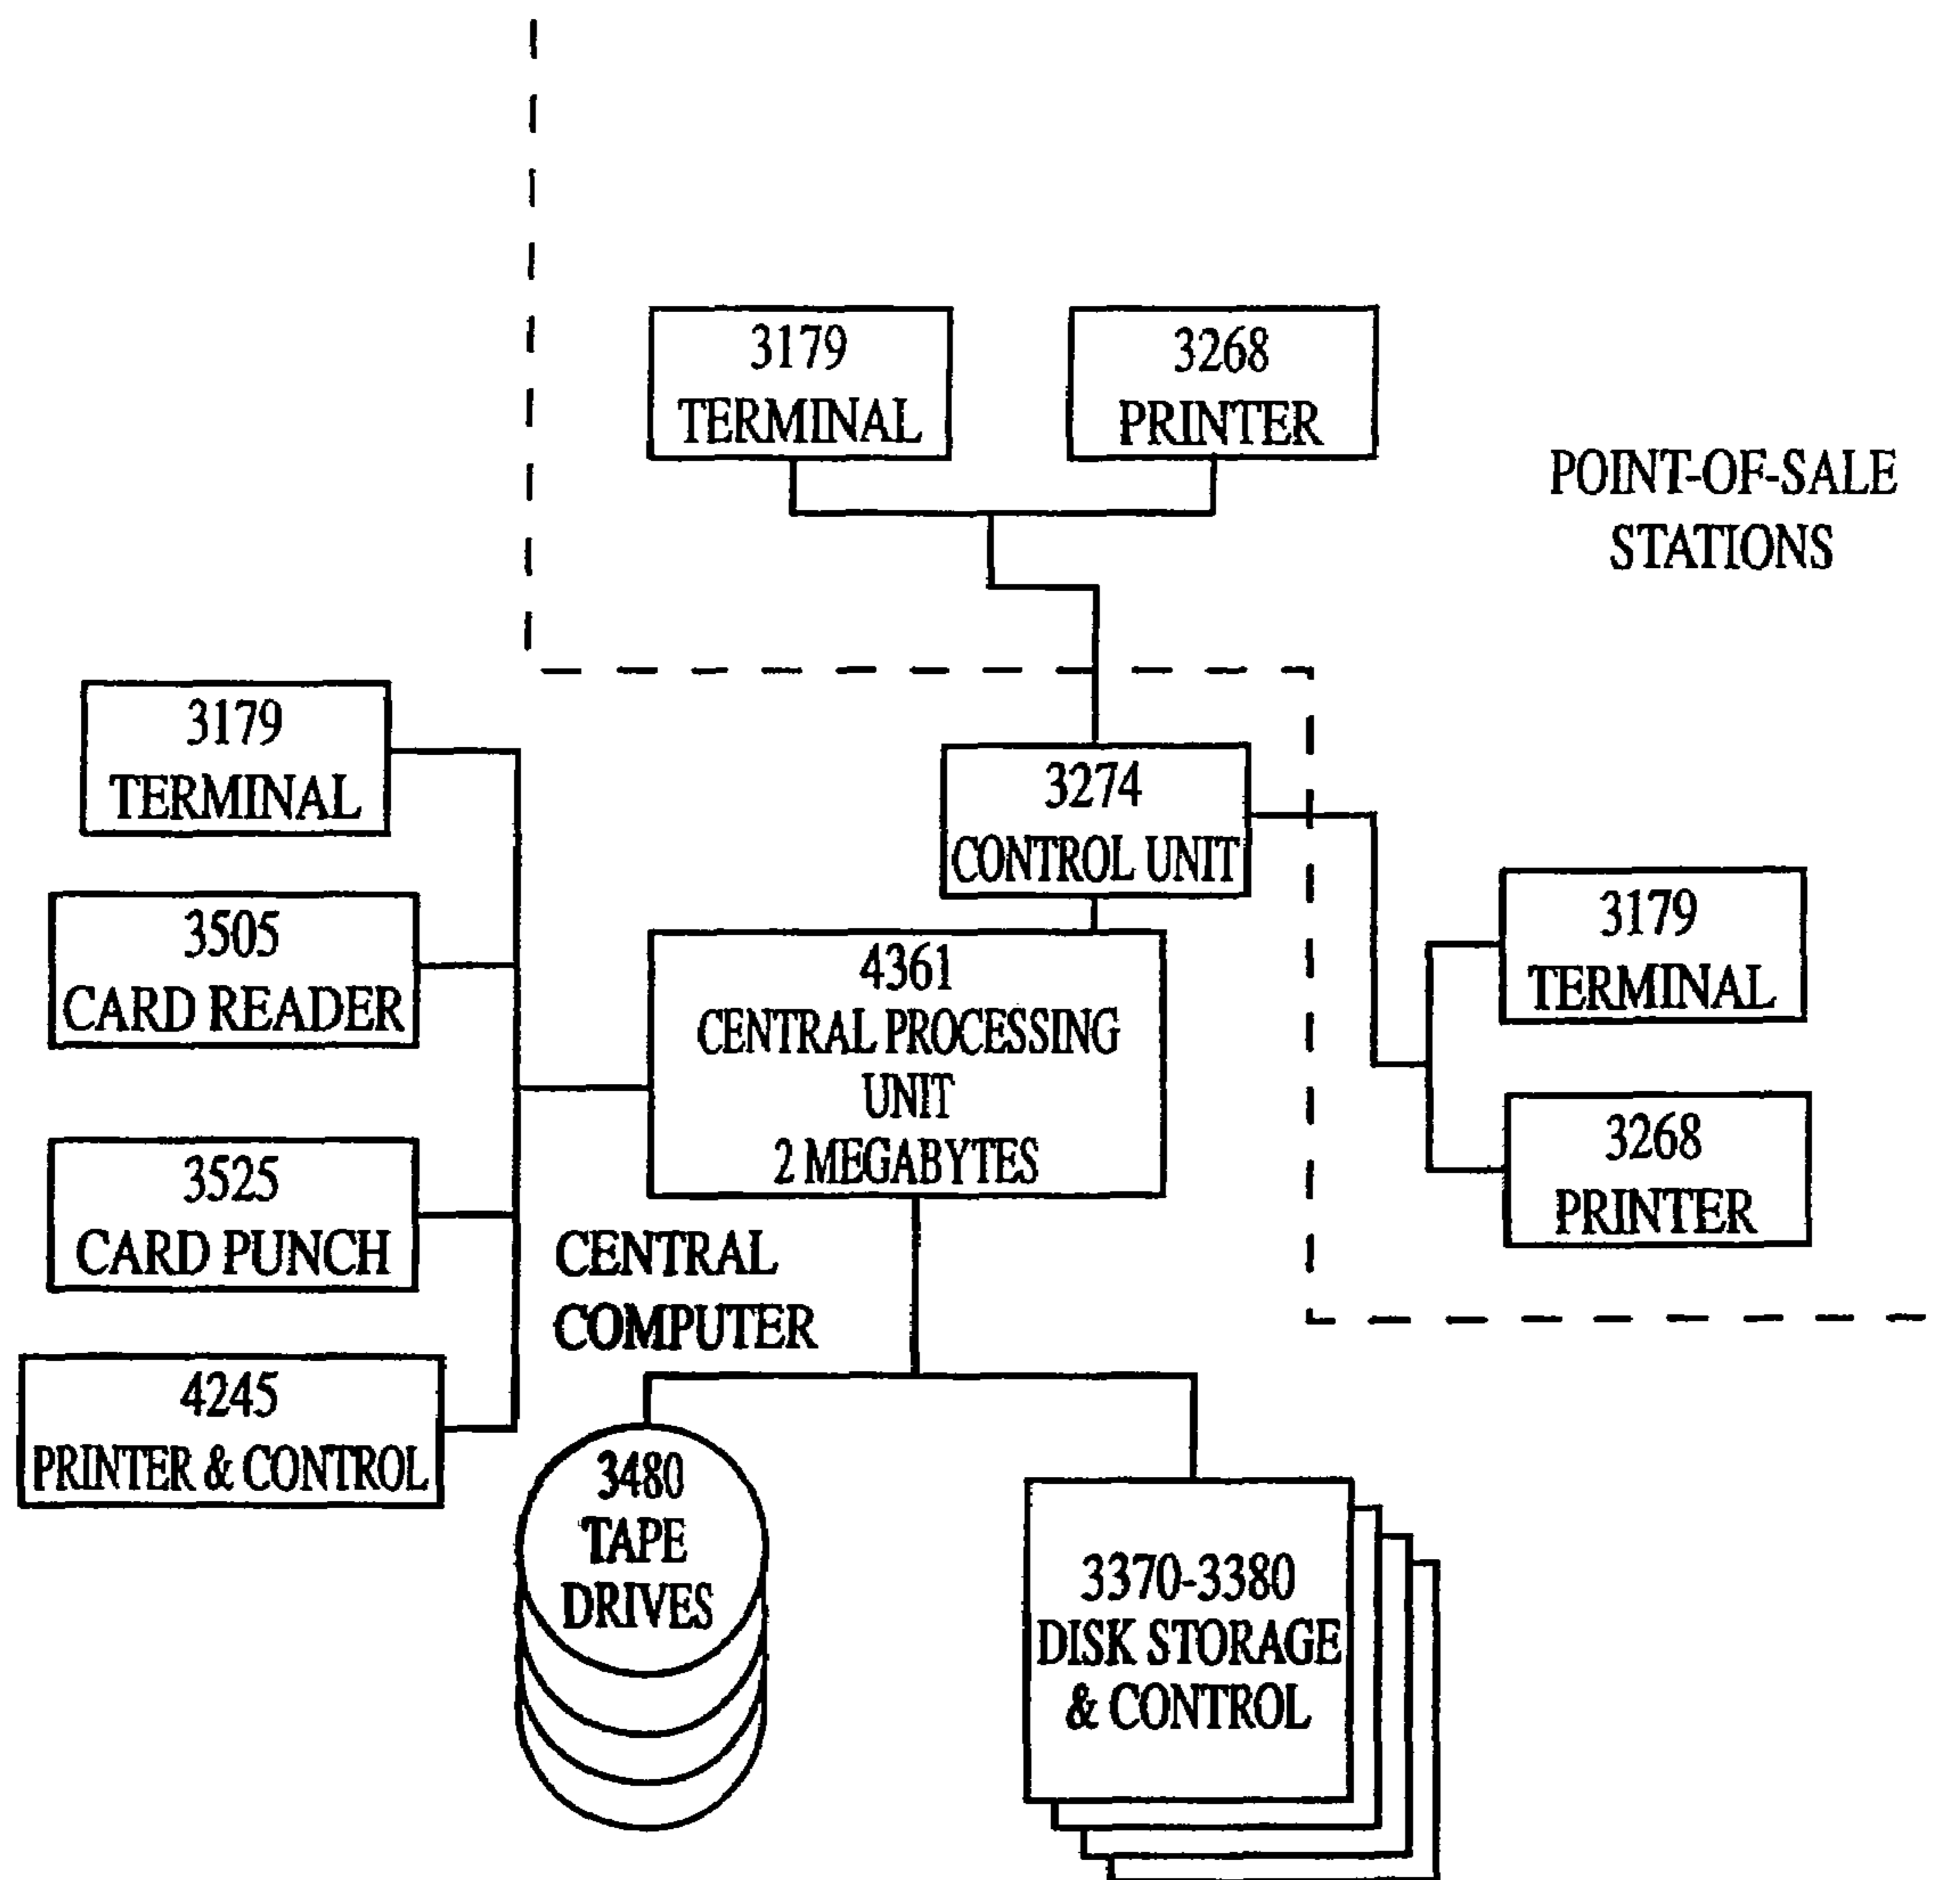 3179
TERMINAL
3268
PRINTER
POINT-OF-SALE
STATIONS
3179
TERMINAL
3274
CONTROL UNIT
3505
CARD READER
4361
CENTRAL PROCESSING
UNIT
2 MEGABYTES
3179
TERMINAL
3525
CARD PUNCH
3268
PRINTER
CENTRAL
COMPUTER
4245
PRINTER & CONTROL
3480
TAPE
DRIVES
3370-3380
DISK STORAGE
& CONTROL